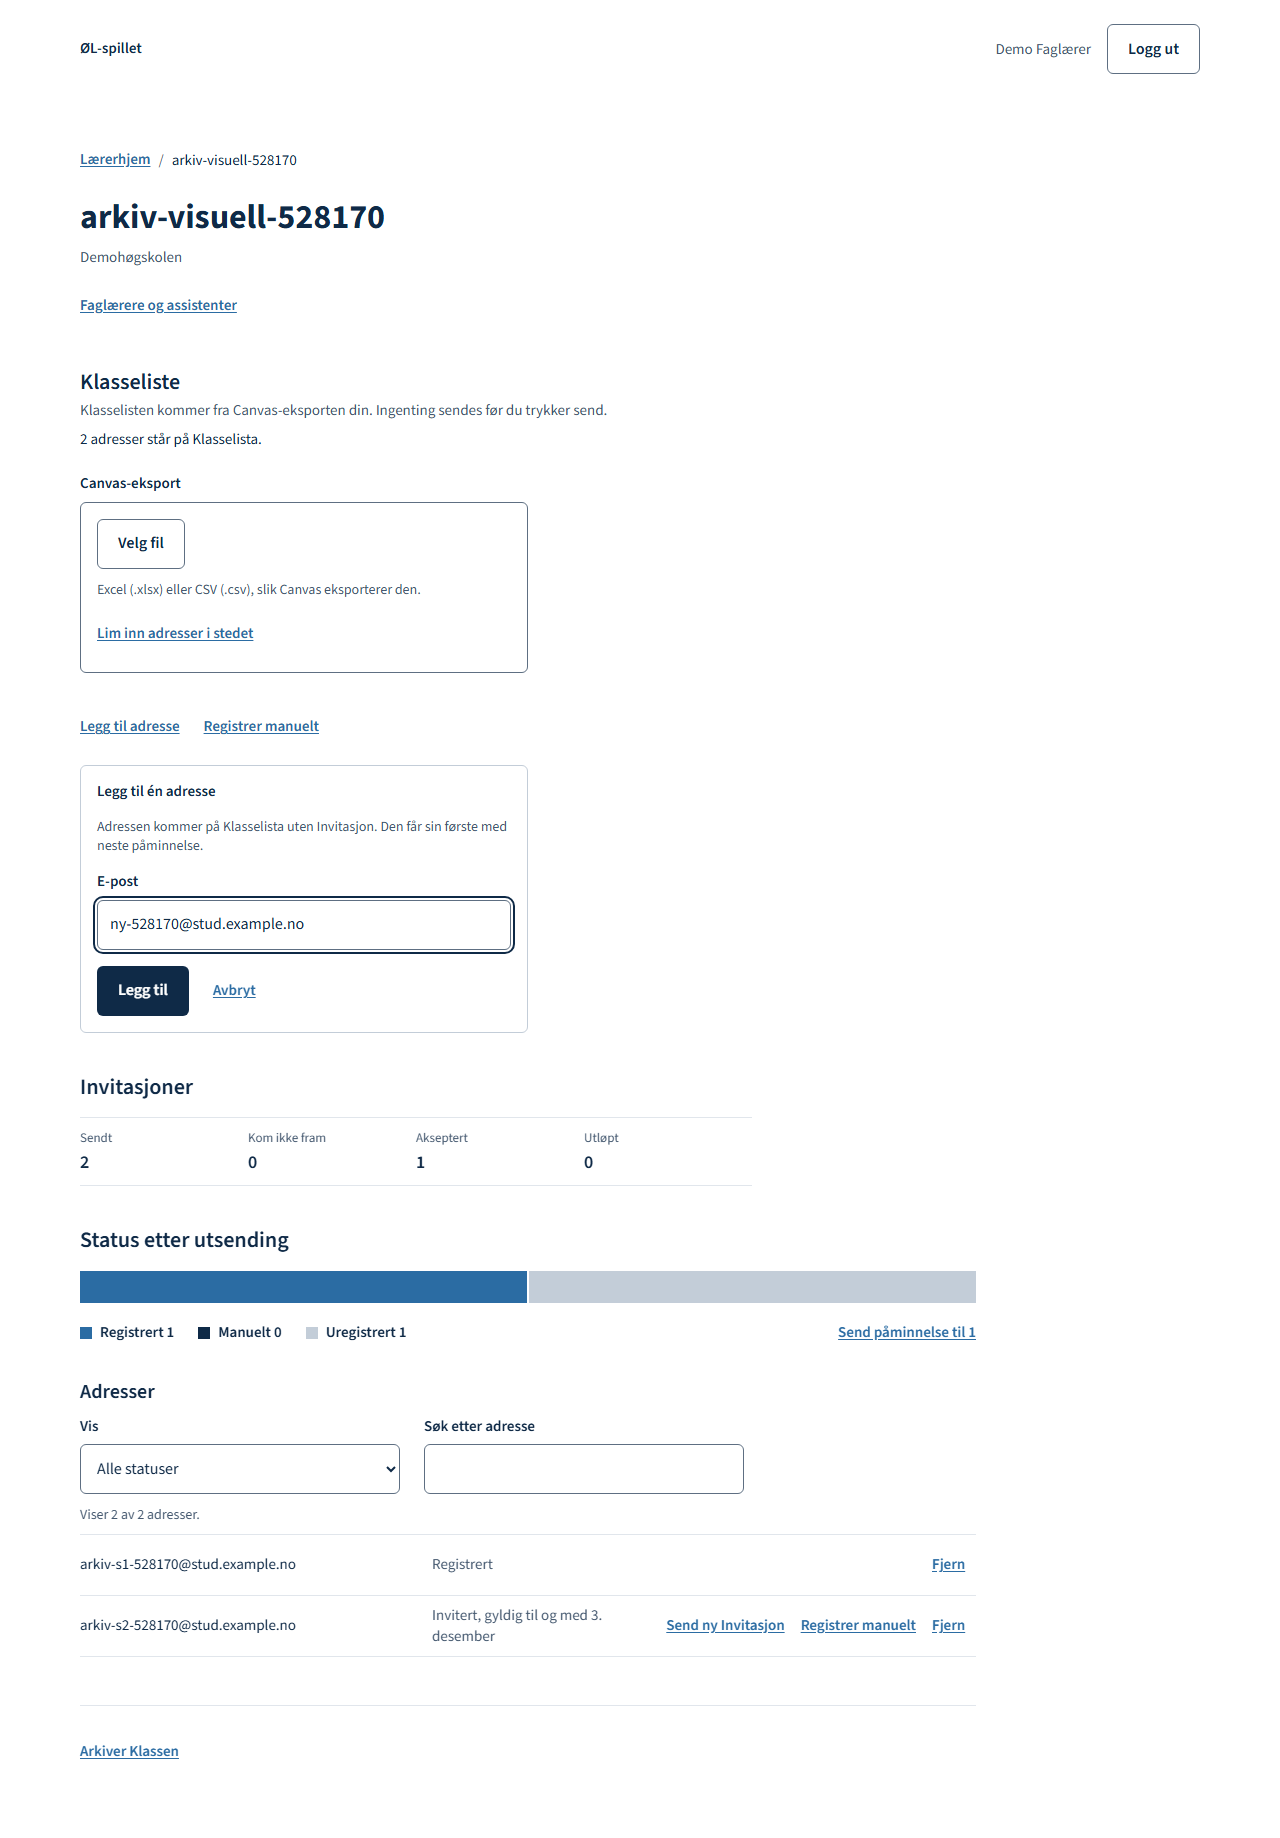 ØL-spillet
Demo Faglærer
Logg ut
Lærerhjem / arkiv-visuell-528170
arkiv-visuell-528170
Demohøgskolen
Faglærere og assistenter
Klasseliste
Klasselisten kommer fra Canvas-eksporten din. Ingenting sendes før du trykker send.
2 adresser står på Klasselista.
Canvas-eksport
Velg fil
Excel (.xlsx) eller CSV (.csv), slik Canvas eksporterer den.
Lim inn adresser i stedet
Legg til adresse Registrer manuelt
Legg til én adresse
Adressen kommer på Klasselista uten Invitasjon. Den får sin første med
neste påminnelse.
E-post
ny-528170@stud.example.no
Legg til Avbryt
Invitasjoner
Sendt Kom ikke fram Akseptert Utløpt
2 0 1 0
Status etter utsending
Registrert 1 Manuelt 0 Uregistrert 1 Send påminnelse til 1
Adresser
Vis Søk etter adresse
Alle statuser
Viser 2 av 2 adresser.
arkiv-s1-528170@stud.example.no Registrert Fjern
arkiv-s2-528170@stud.example.no Invitert, gyldig til og med 3.
desember Send ny Invitasjon Registrer manuelt Fjern
Arkiver Klassen